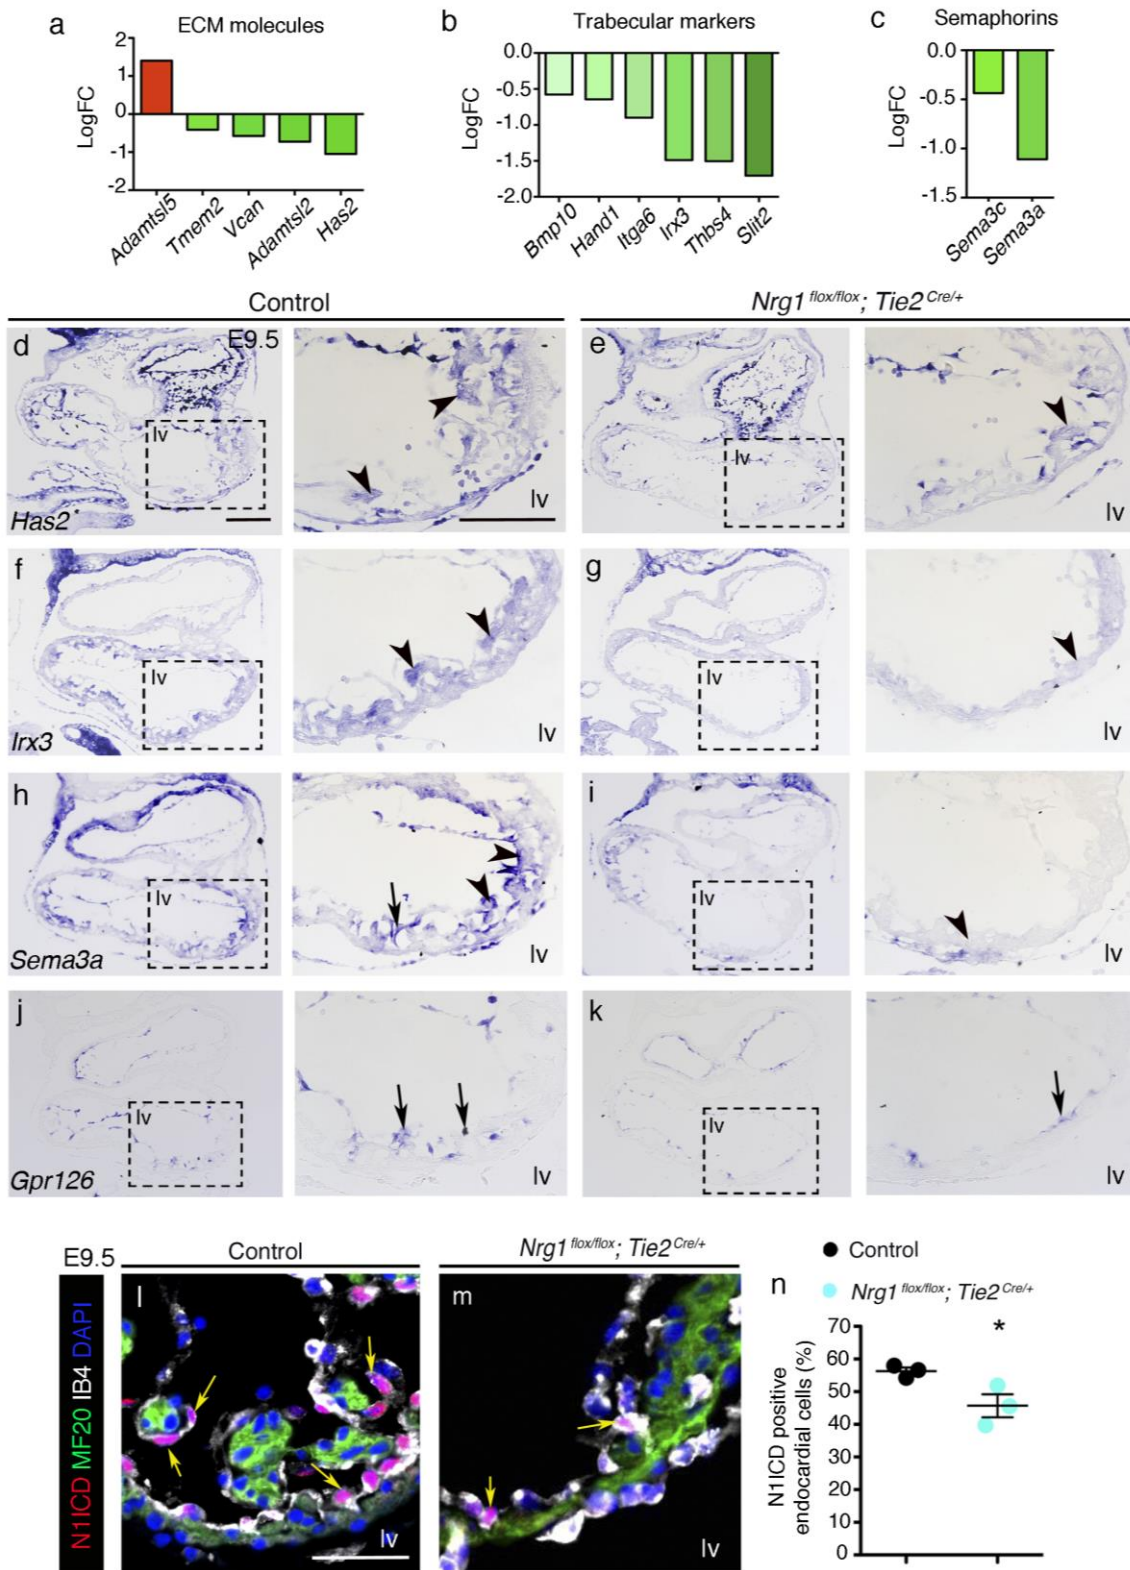 a
ECM molecules
LogFC
2
1
0
-1
-2
Adamtsl5
Tmem2
Vcan
Adamtsl2
Has2
b
Trabecular markers
LogFC
0.0
-0.5
-1.0
-1.5
-2.0
Bmp10
Hand1
Itga6
Irx3
Thbs4
Slit2
c
Semaphorins
LogFC
0.0
-0.5
-1.0
-1.5
Sema3c
Sema3a
Control
Nrg1 flox/flox; Tie2 Cre/+
d
E9.5
lv
Has2
lv
e
lv
lv
f
lv
Irx3
lv
g
lv
lv
h
lv
Sema3a
lv
i
lv
lv
j
lv
Gpr126
lv
k
lv
lv
E9.5
Control
Nrg1 flox/flox; Tie2 Cre/+
N1ICD MF20 IB4 DAPI
l
lv
m
lv
n
Control
Nrg1 flox/flox; Tie2 Cre/+
*
N1ICD positive
endocardial cells (%)
70
60
50
40
30
20
10
0